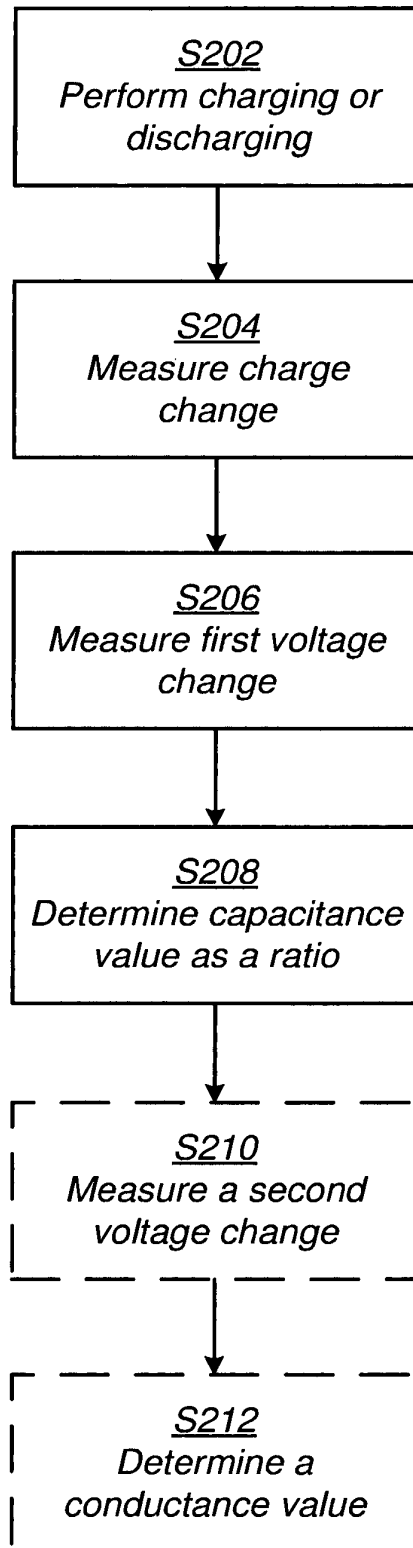 S202
Perform charging or
discharging
S204
Measure charge
change
S206
Measure first voltage
change
S208
Determine capacitance
value as a ratio
S210
Measure a second
voltage change
S212
Determine a
conductance value